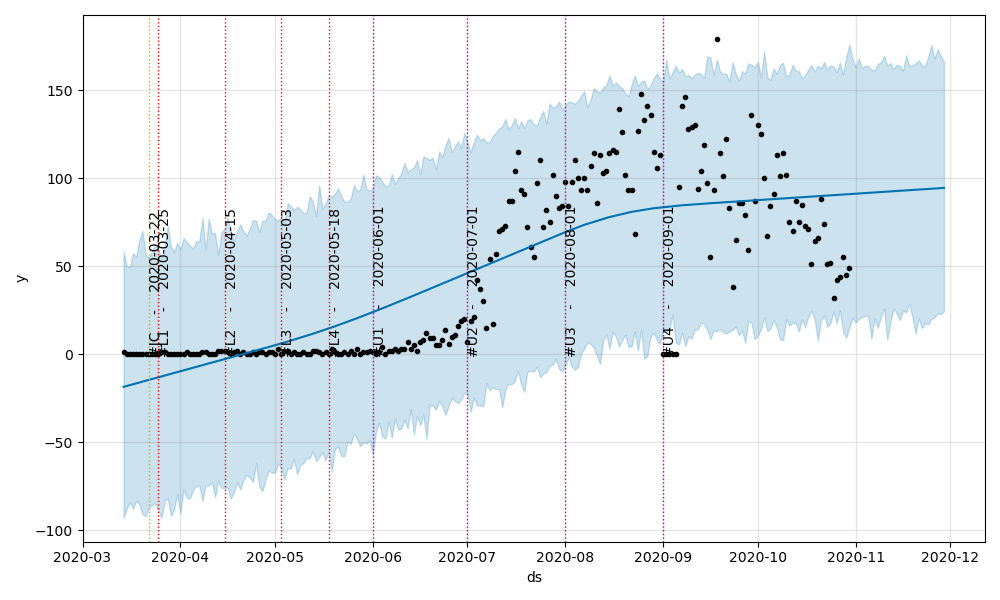 150
100
50
0
−50
−100
y
#JC - 2020-03-22
#L1 - 2020-03-25
#L2 - 2020-04-15
#L3 - 2020-05-03
#L4 - 2020-05-18
#U1 - 2020-06-01
#U2 - 2020-07-01
#U3 - 2020-08-01
#U4 - 2020-09-01
2020-03 2020-04 2020-05 2020-06 2020-07 2020-08 2020-09 2020-10 2020-11 2020-12
ds